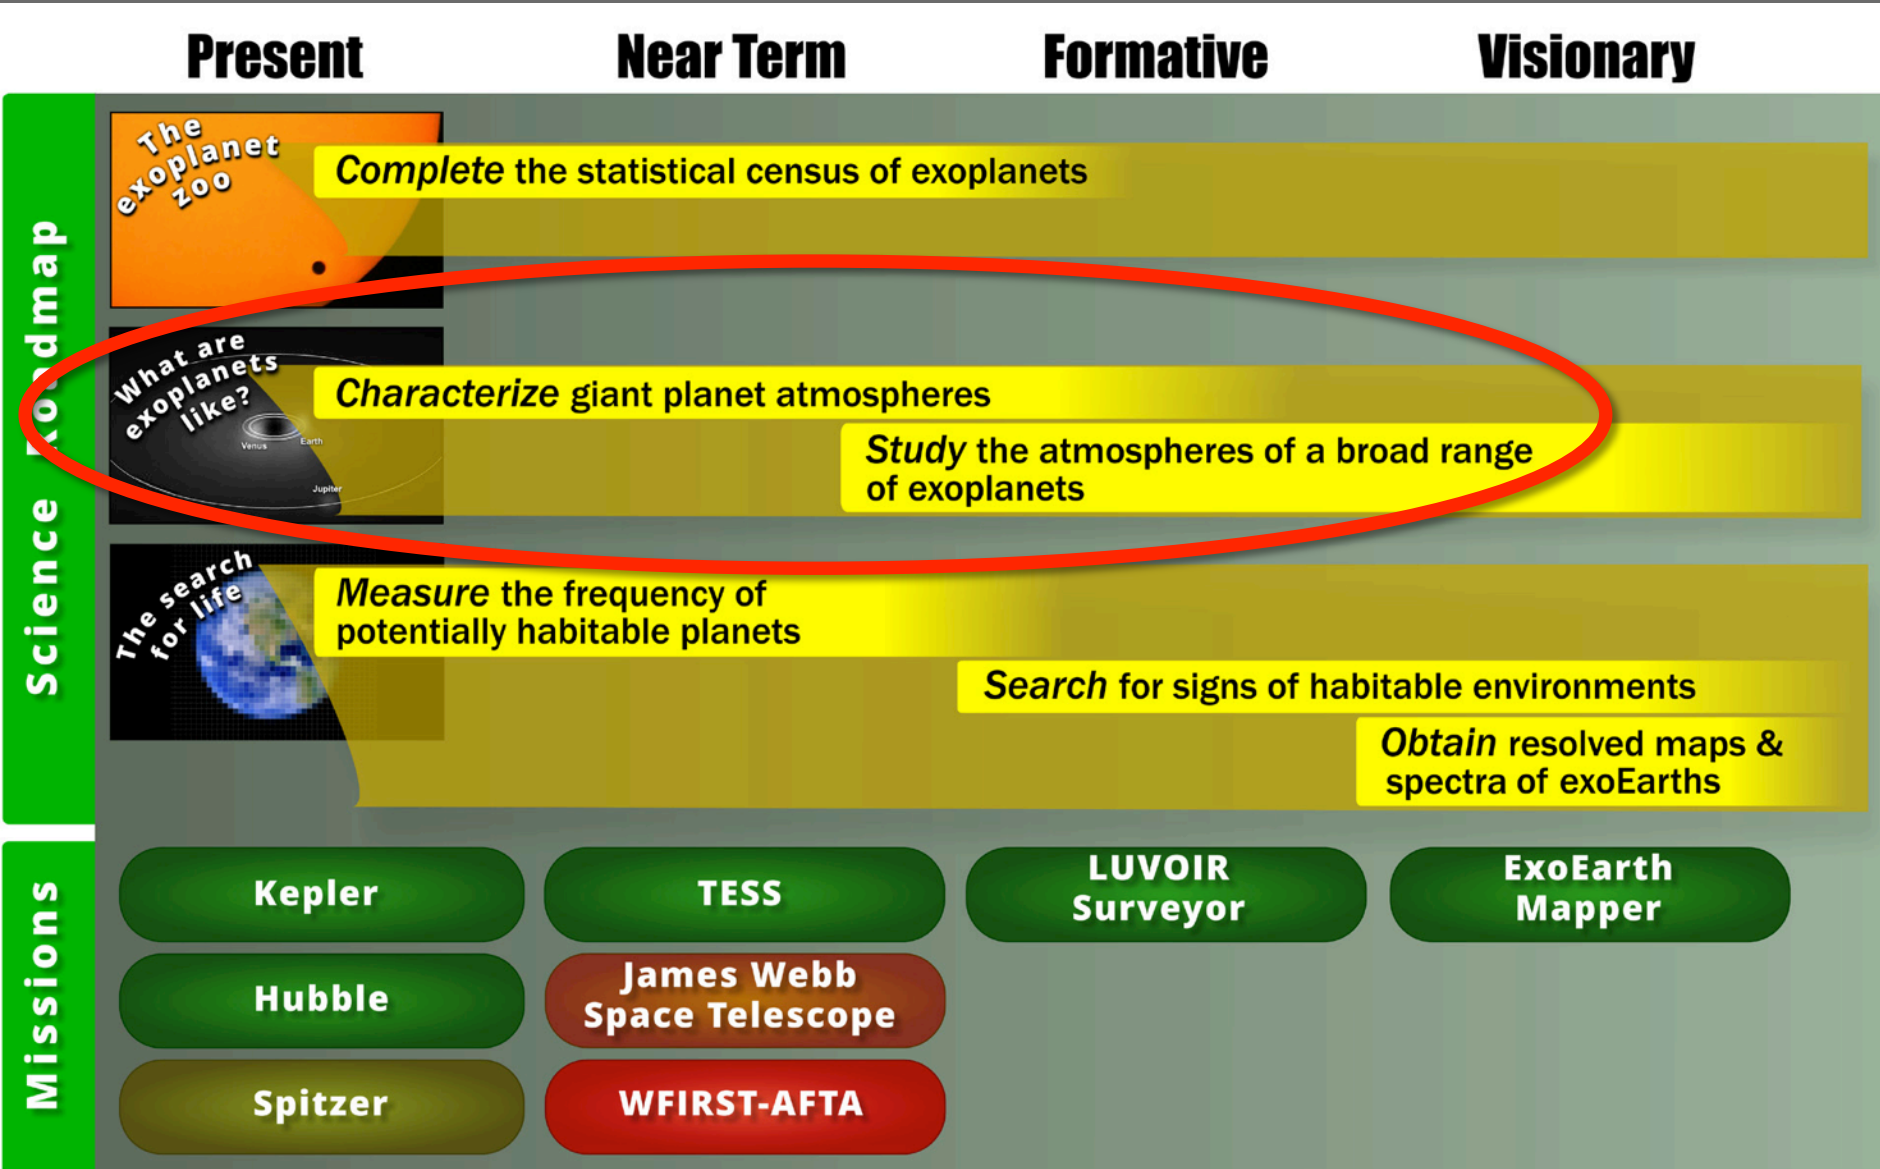 Present
Near Term
Formative
Visionary
Science Roadmap
The
exoplanet
zoo
Complete the statistical census of exoplanets
What are
exoplanets
like?
Venus
Earth
Jupiter
Characterize giant planet atmospheres
Study the atmospheres of a broad range
of exoplanets
The search
for life
Measure the frequency of
potentially habitable planets
Search for signs of habitable environments
Obtain resolved maps &
spectra of exoEarths
Missions
Kepler
TESS
LUVOIR
Surveyor
ExoEarth
Mapper
Hubble
James Webb
Space Telescope
Spitzer
WFIRST-AFTA